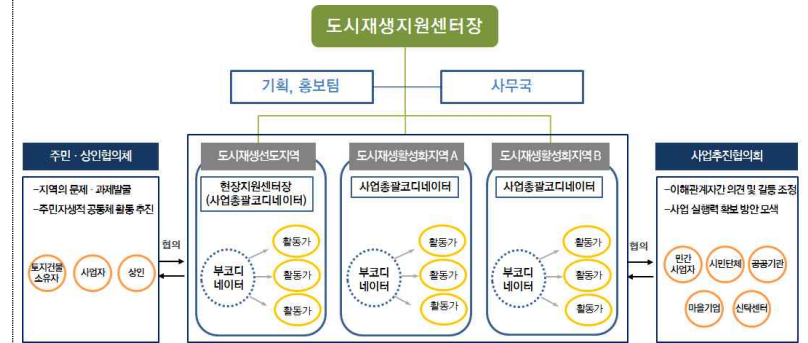 도시재생지원센터장
기획, 홍보팀
사무국
주민 · 상인협의체
–지역의 문제 · 과제발굴
–주민자생적 공동체 활동 추진
토지건물
소유자
사업자
상인
협의
도시재생선도지역
현장지원센터장
(사업총괄코디네이터)
부코디
네이터
활동가
활동가
활동가
도시재생활성화지역 A
사업총괄코디네이터
부코디
네이터
활동가
활동가
활동가
도시재생활성화지역 B
사업총괄코디네이터
부코디
네이터
활동가
활동가
활동가
협의
사업추진협의회
–이해관계자간 의견 및 갈등 조정
–사업 실행력 확보 방안 모색
민간
사업자
시민단체
공공기관
마을기업
신탁센터